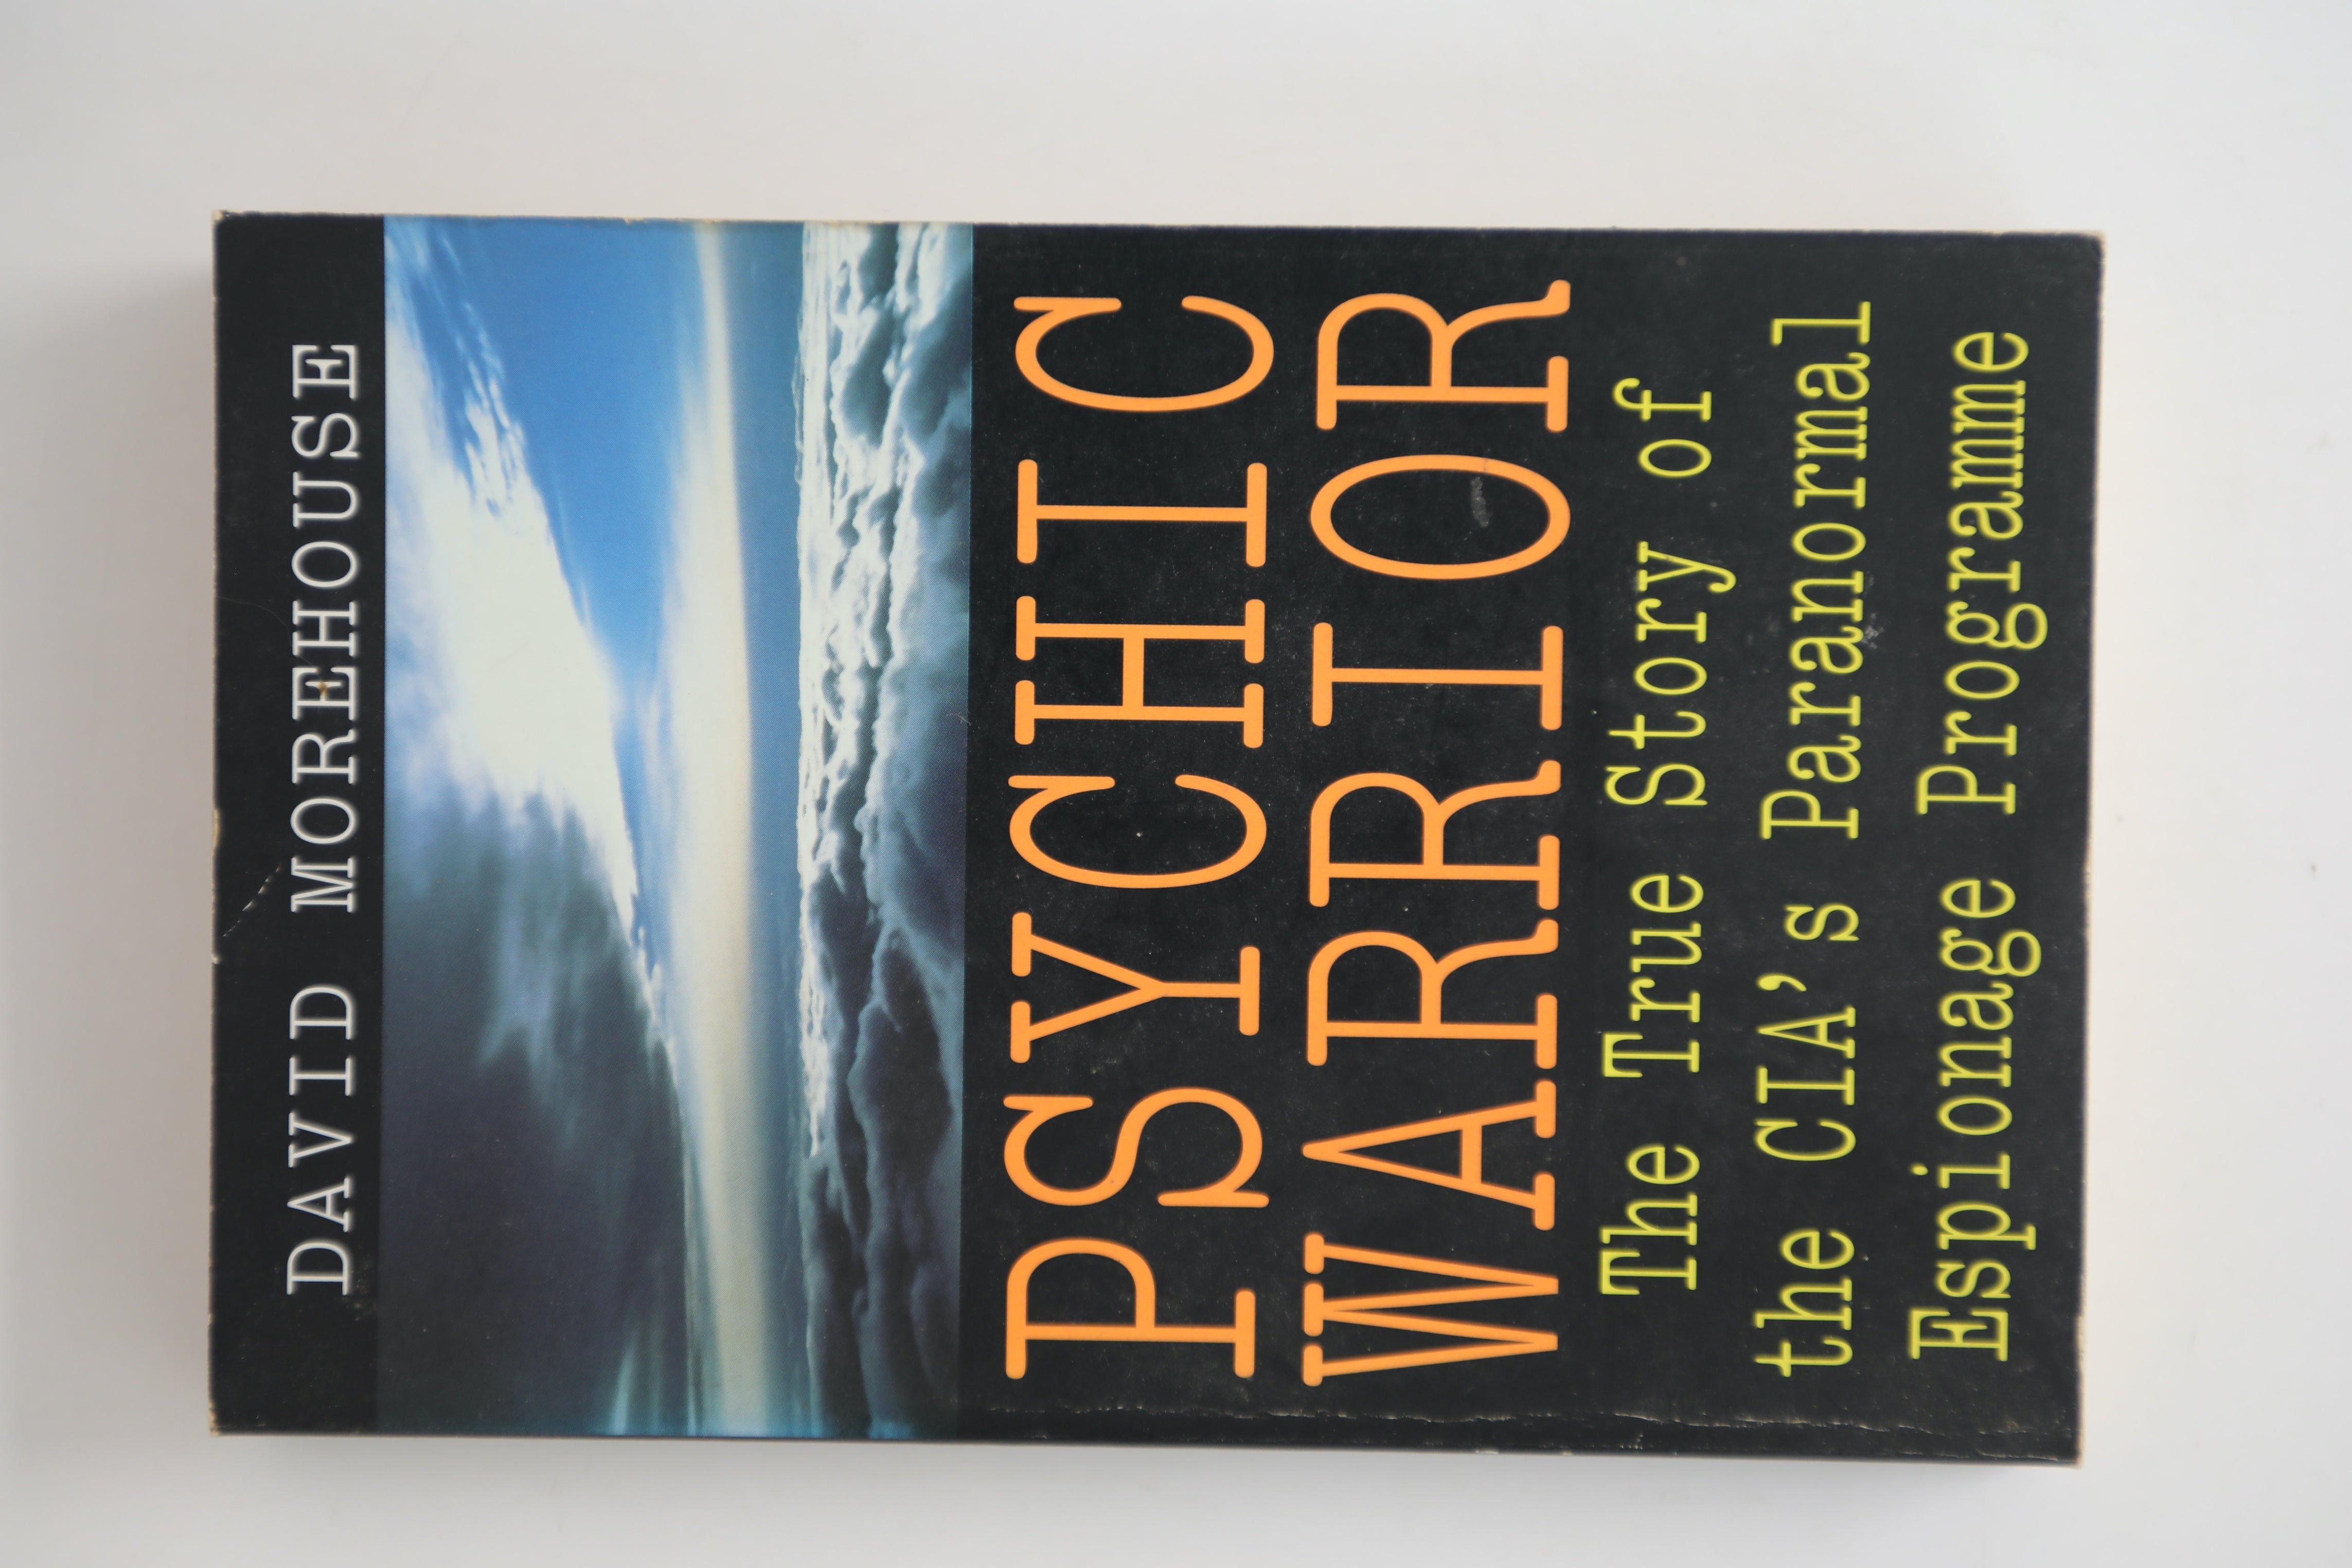 DAVID MOREHOUSE
PSYCHIC
WARRIOR
The True Story of
the CIA's Paranormal
Espionage Programme